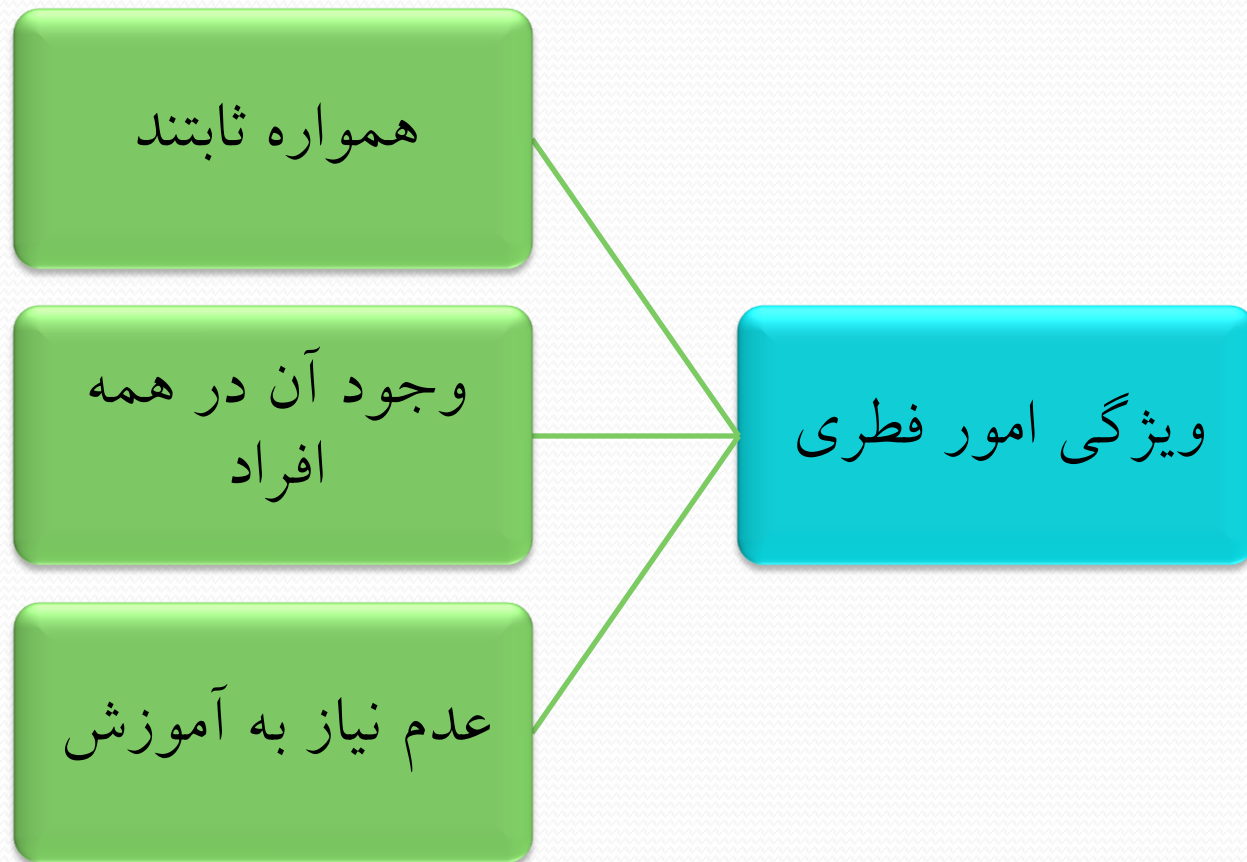 ویژگی امور فطری
همواره ثابتند
وجود آن در همه
افراد
عدم نیاز به آموزش